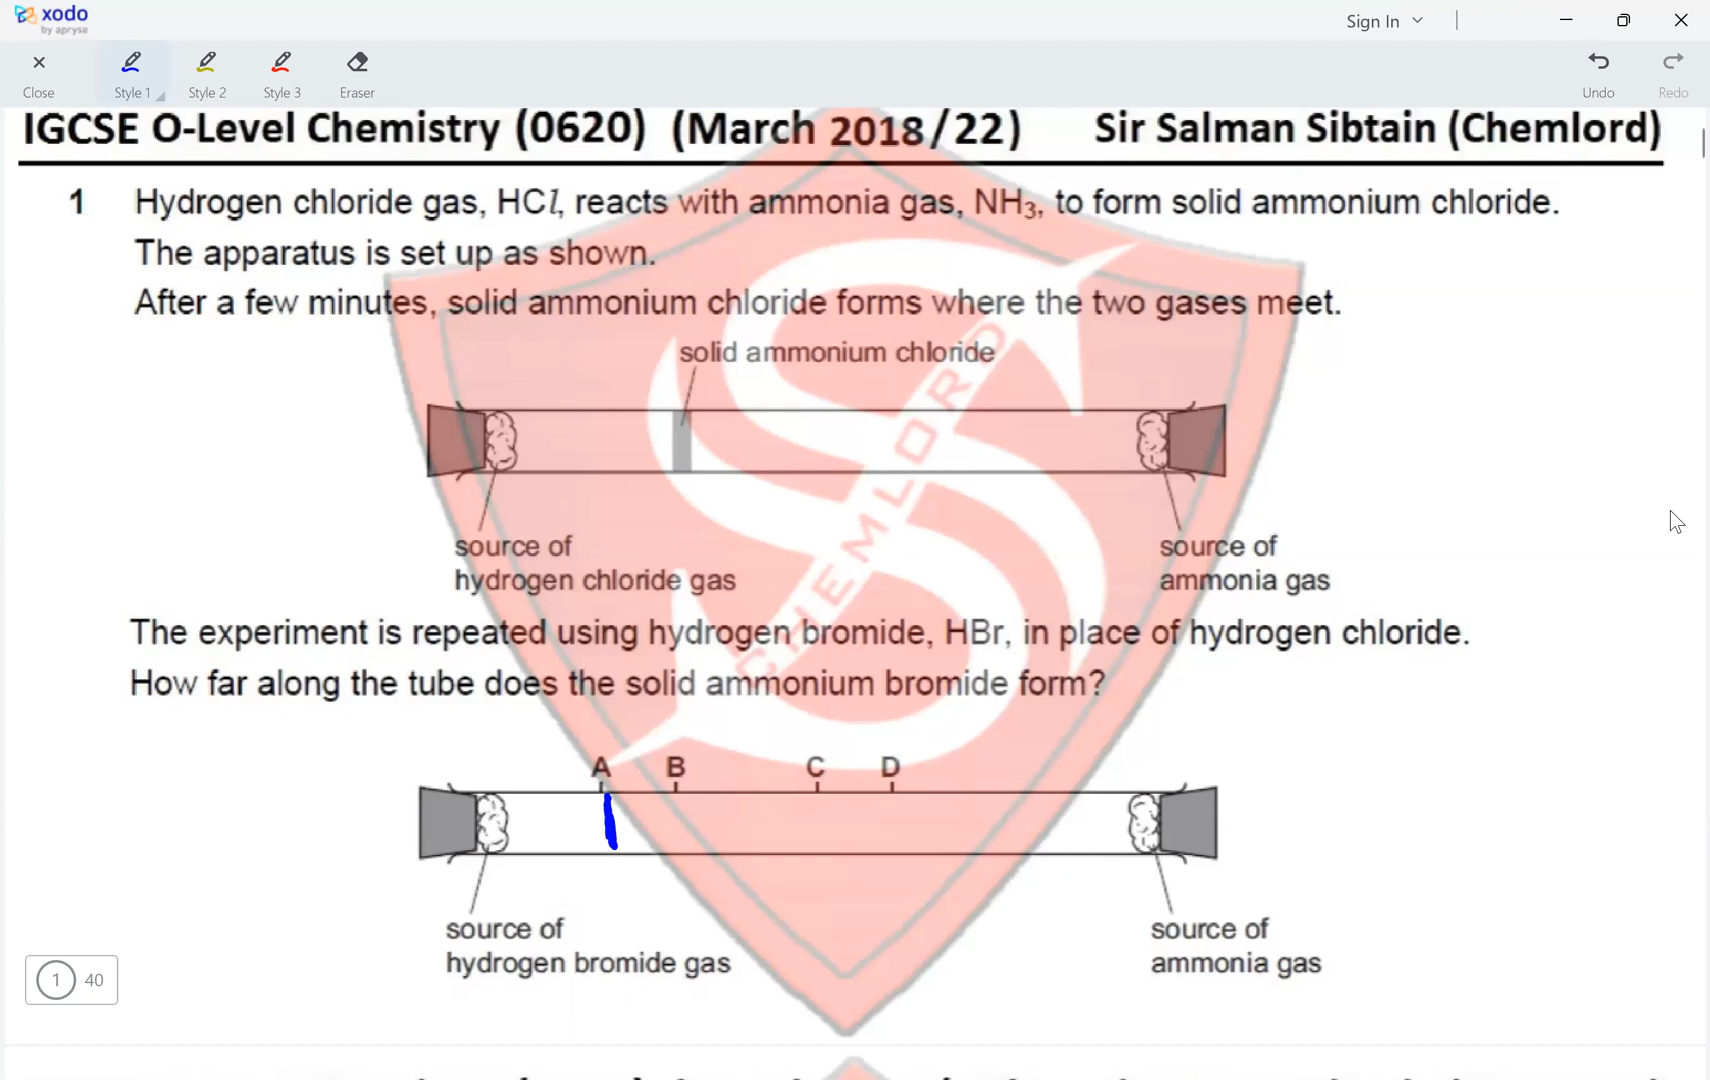 xodo
by apryse
Sign In
Close
Style 1
Style 2
Style 3
Eraser
Undo
Redo
IGCSE O-Level Chemistry (0620) (March 2018/22) Sir Salman Sibtain (Chemlord)
1 Hydrogen chloride gas, HCl, reacts with ammonia gas, NH₃, to form solid ammonium chloride.
The apparatus is set up as shown.
After a few minutes, solid ammonium chloride forms where the two gases meet.
solid ammonium chloride
source of
hydrogen chloride gas
source of
ammonia gas
CHEMLORD
The experiment is repeated using hydrogen bromide, HBr, in place of hydrogen chloride.
How far along the tube does the solid ammonium bromide form?
A B C D
source of
hydrogen bromide gas
source of
ammonia gas
1 40